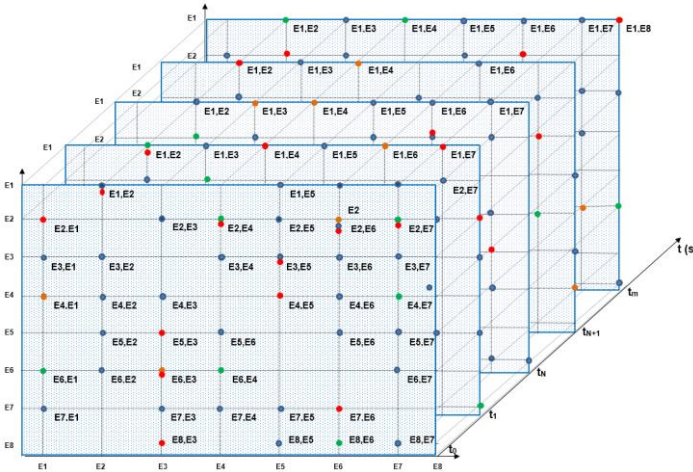 E1 E1,E2 E1,E3 E1,E4 E1,E5 E1,E6 E1,E7 E1,E8
E2
E1 E1,E2 E1,E3 E1,E4 E1,E6
E2
E1 E1,E3 E1,E4 E1,E5 E1,E6 E1,E7
E2
E1 E1,E2 E1,E3 E1,E4 E1,E5 E1,E6 E1,E7
E2,E7
E1 E1,E2 E1,E5
E2
E2 E2.E1 E2,E3 E2,E4 E2,E5 E2,E6 E2,E7
E3 E3,E1 E3,E2 E3,E4 E3,E5 E3,E6 E3,E7
E4 E4.E1 E4,E2 E4,E3 E4,E5 E4,E6 E4,E7
E5 E5,E2 E5,E3 E5,E6 E5,E6 E5,E7
E6 E6,E1 E6,E2 E6,E3 E6,E4 E6,E7
E7 E7.E1 E7.E3 E7,E4 E7,E5 E7,E6
E8 E8,E3 E8,E5 E8,E6 E8,E7
E1 E2 E3 E4 E5 E6 E7 E8
t0
t1
tN
tN+1
tm
t (s